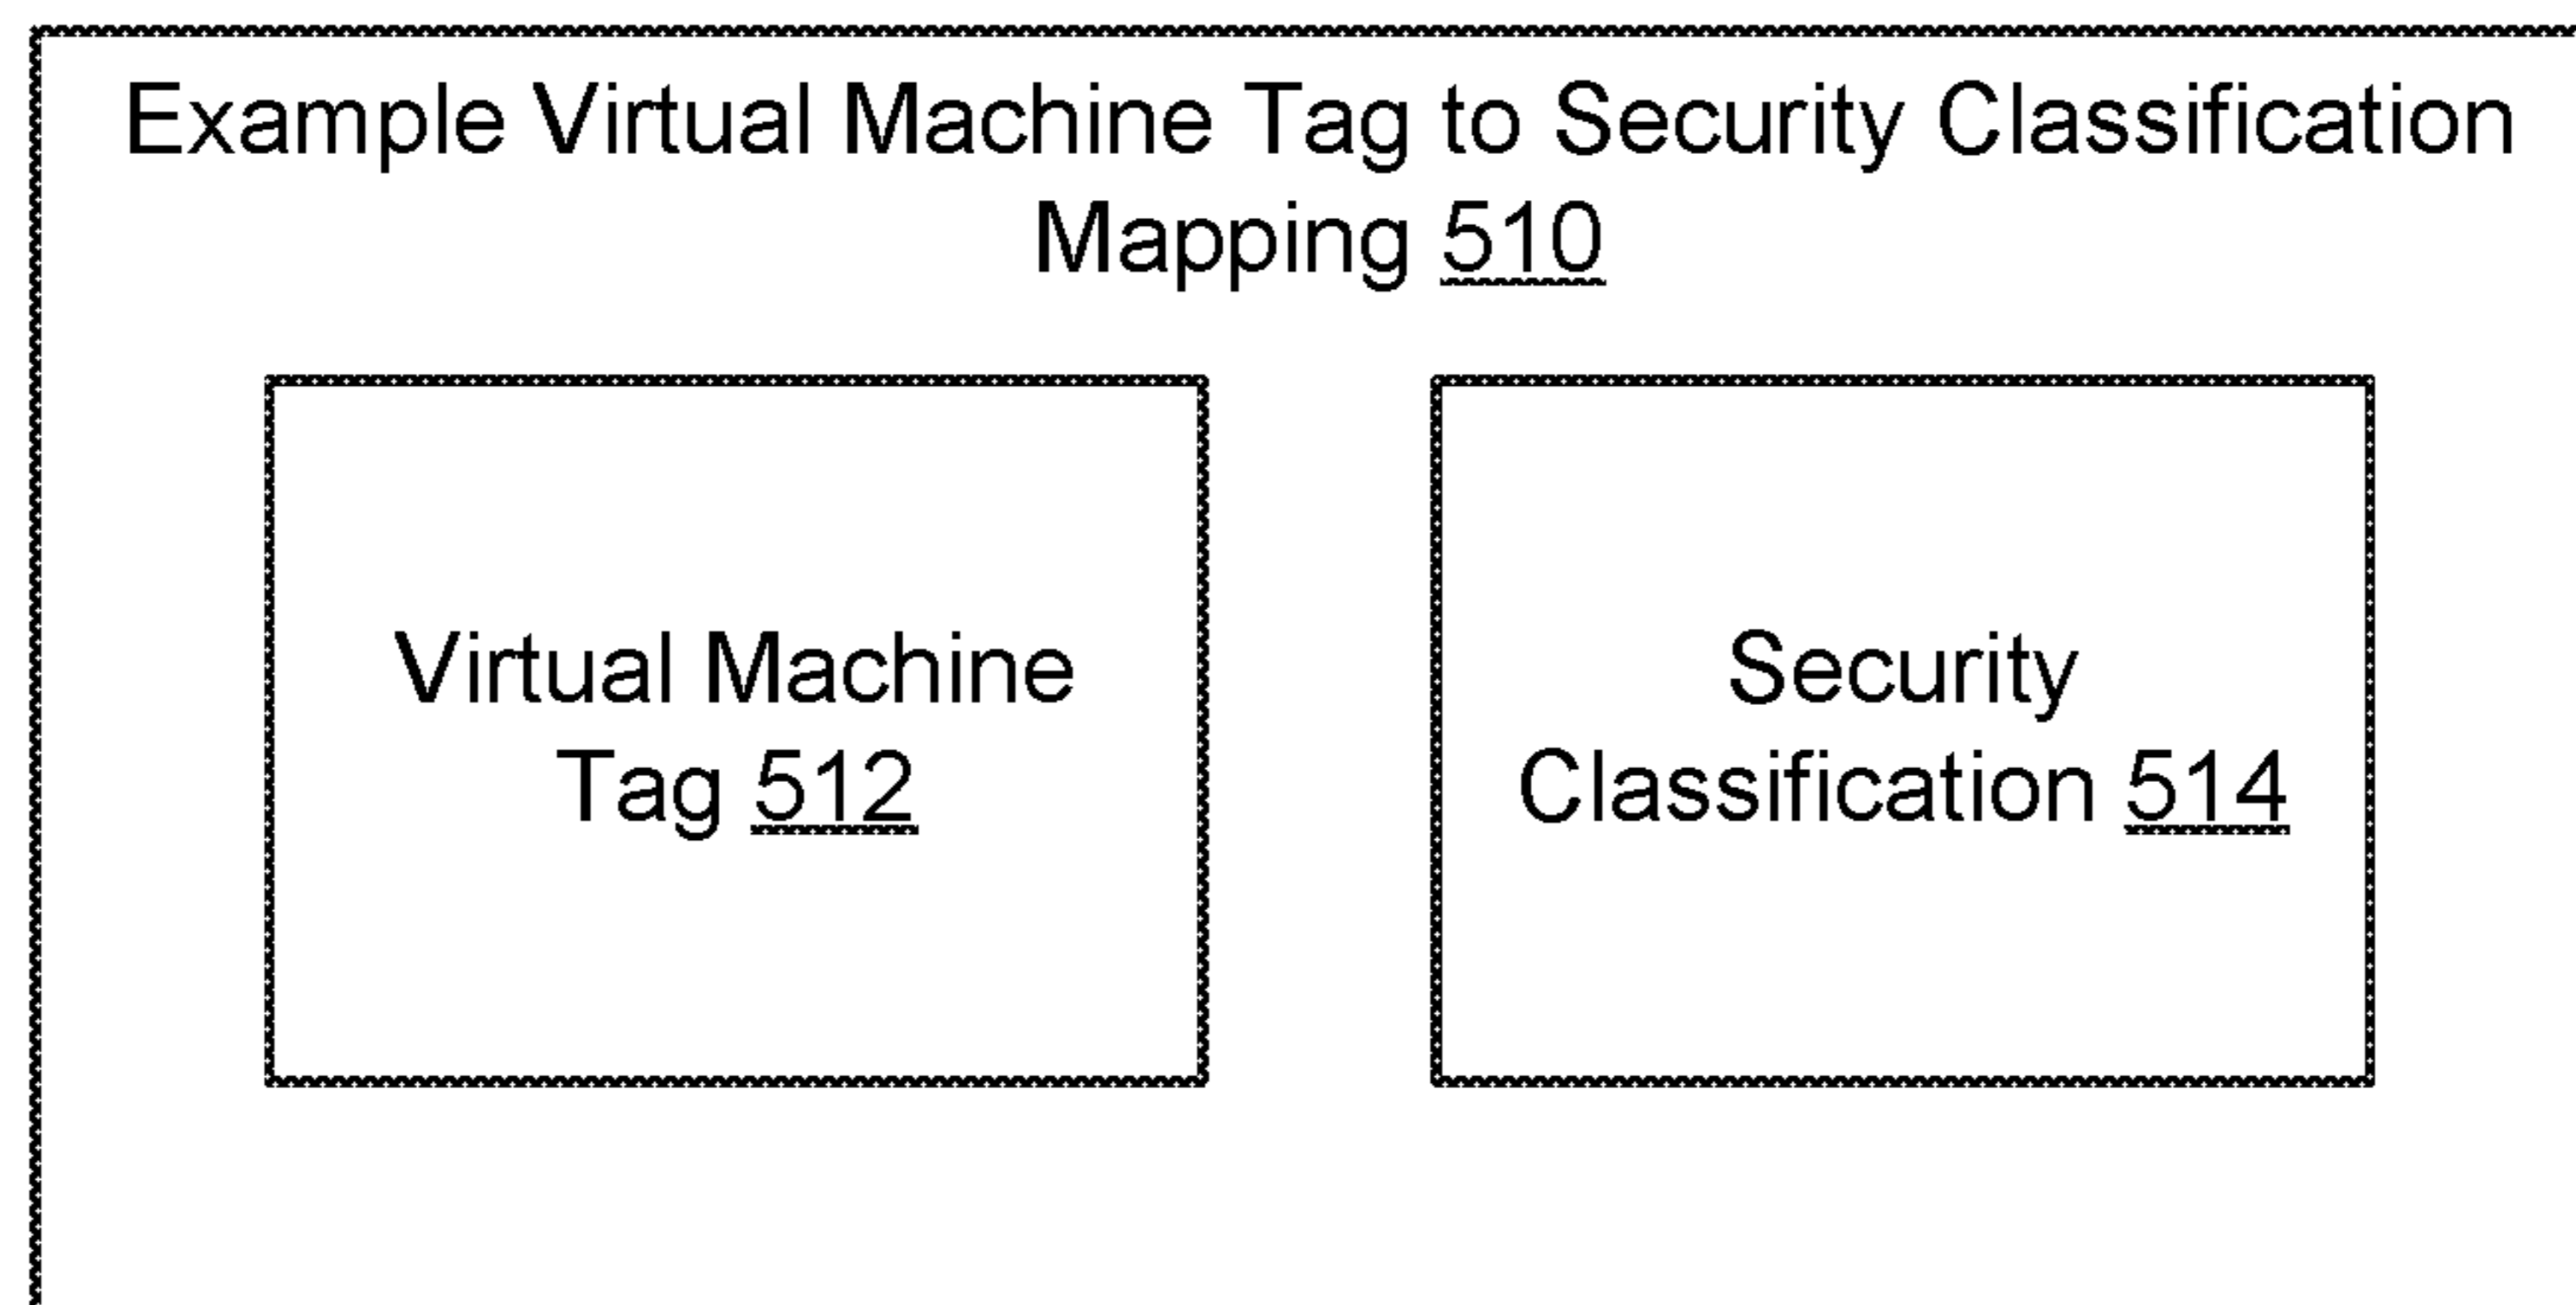 Example Virtual Machine Tag to Security Classification
Mapping 510
Virtual Machine
Tag 512
Security
Classification 514